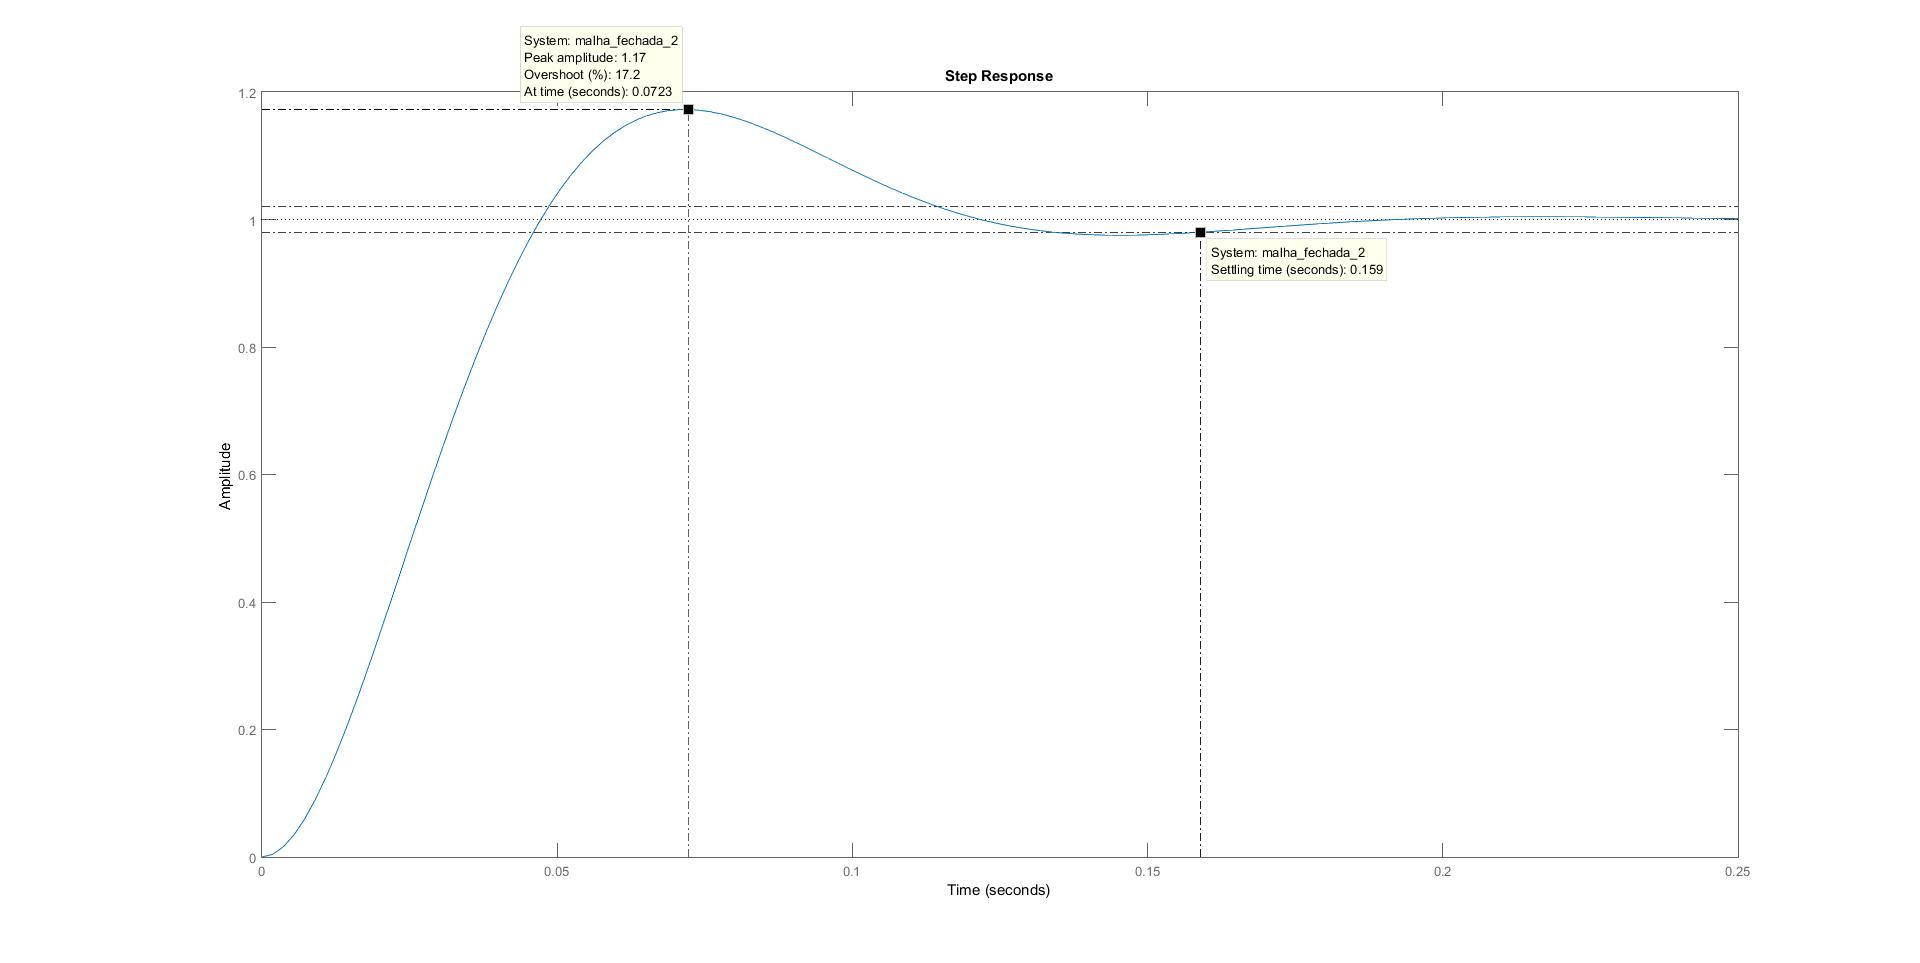 System: malha_fechada_2
Peak amplitude: 1.17
Overshoot (%): 17.2
At time (seconds): 0.0723
Step Response
1.2
1
0.8
0.6
0.4
0.2
0
Amplitude
System: malha_fechada_2
Settling time (seconds): 0.159
0
0.05
0.1
0.15
0.2
0.25
Time (seconds)